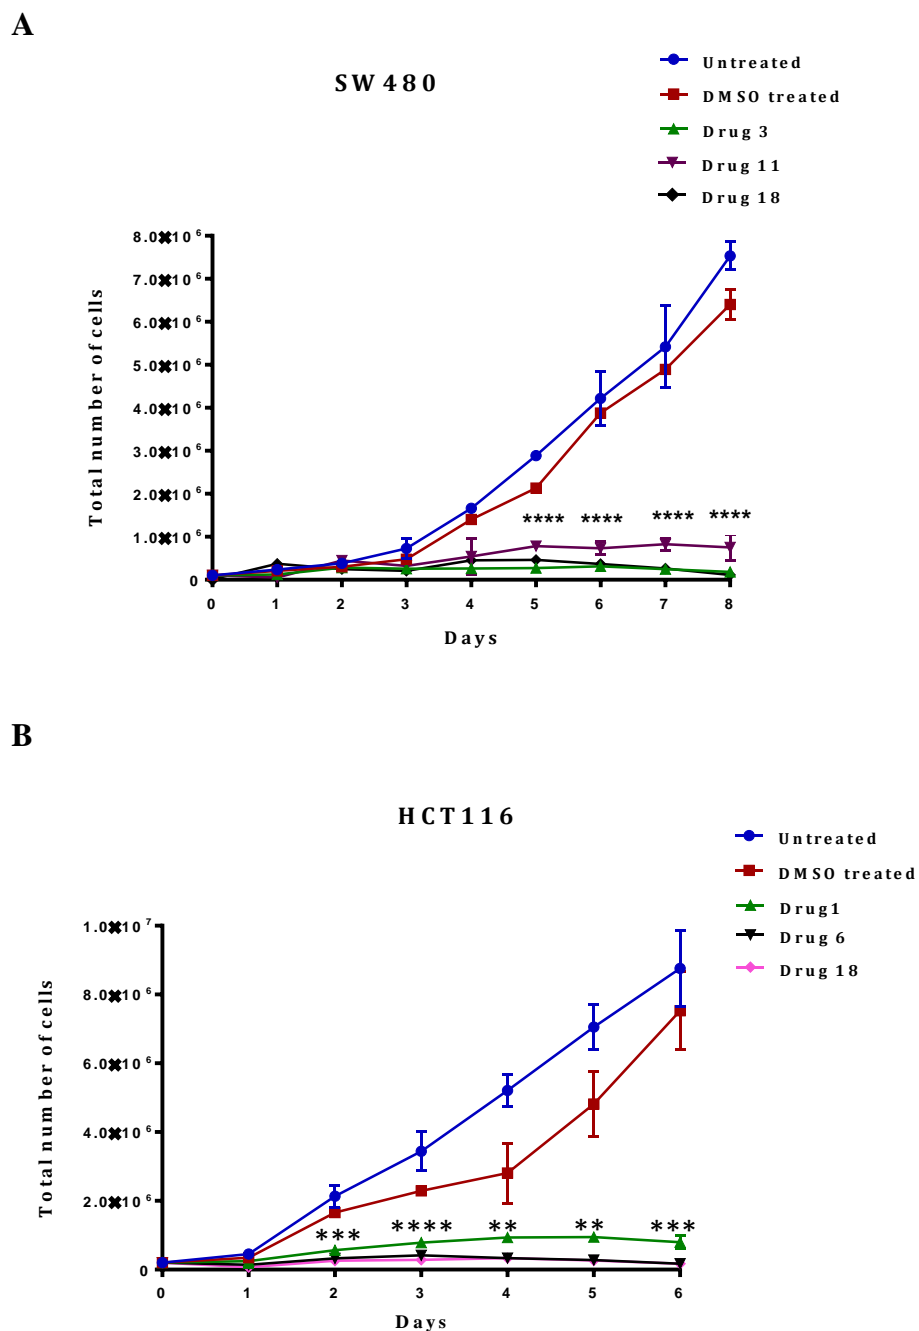 A
SW 480
Untreated
DMSO treated
Drug 3
Drug 11
Drug 18
8.0✖10⁶
7.0✖10⁶
6.0✖10⁶
5.0✖10⁶
4.0✖10⁶
3.0✖10⁶
2.0✖10⁶
1.0✖10⁶
0
Total number of cells
**** **** **** ****
0 1 2 3 4 5 6 7 8
Days
B
HCT116
Untreated
DMSO treated
Drug1
Drug 6
Drug 18
1.0✖10⁷
8.0✖10⁶
6.0✖10⁶
4.0✖10⁶
2.0✖10⁶
0
Total number of cells
*** **** ** ** ***
0 1 2 3 4 5 6
Days